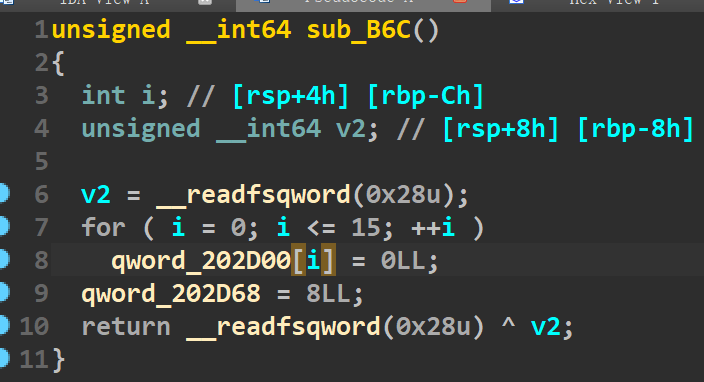 IDA View-A Pseudocode-A Hex View-1
1 unsigned __int64 sub_B6C()
2 {
3   int i; // [rsp+4h] [rbp-Ch]
4   unsigned __int64 v2; // [rsp+8h] [rbp-8h]
5
6   v2 = __readfsqword(0x28u);
7   for ( i = 0; i <= 15; ++i )
8     qword_202D00[i] = 0LL;
9   qword_202D68 = 8LL;
10   return __readfsqword(0x28u) ^ v2;
11 }